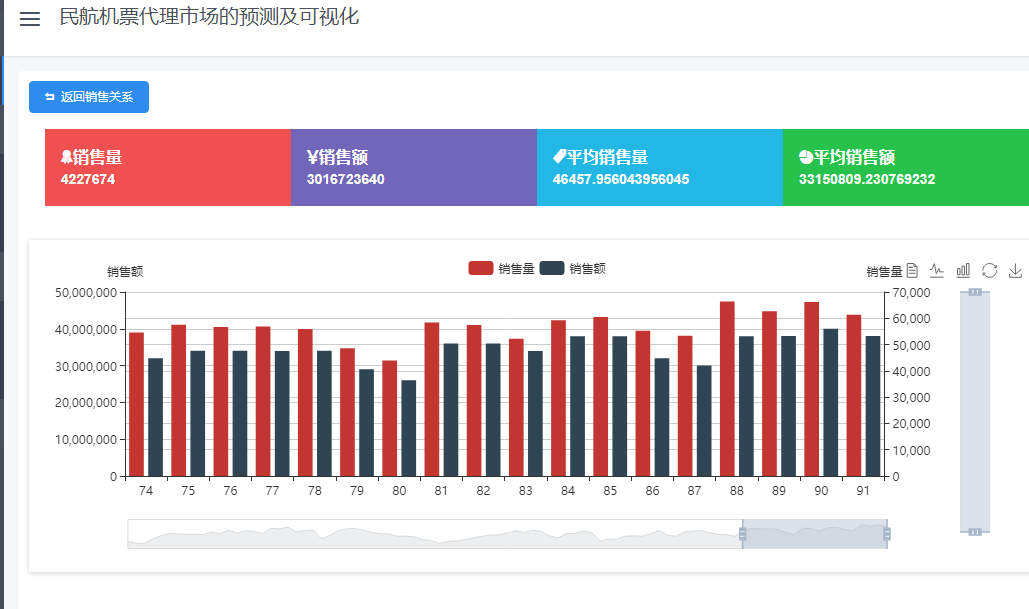 民航机票代理市场的预测及可视化
返回销售关系
销售量
4227674
¥销售额
3016723640
平均销售量
46457.956043956045
平均销售额
33150809.230769232
销售额
销售量
销售额
销售量
50,000,000
40,000,000
30,000,000
20,000,000
10,000,000
0
70,000
60,000
50,000
40,000
30,000
20,000
10,000
0
74 75 76 77 78 79 80 81 82 83 84 85 86 87 88 89 90 91